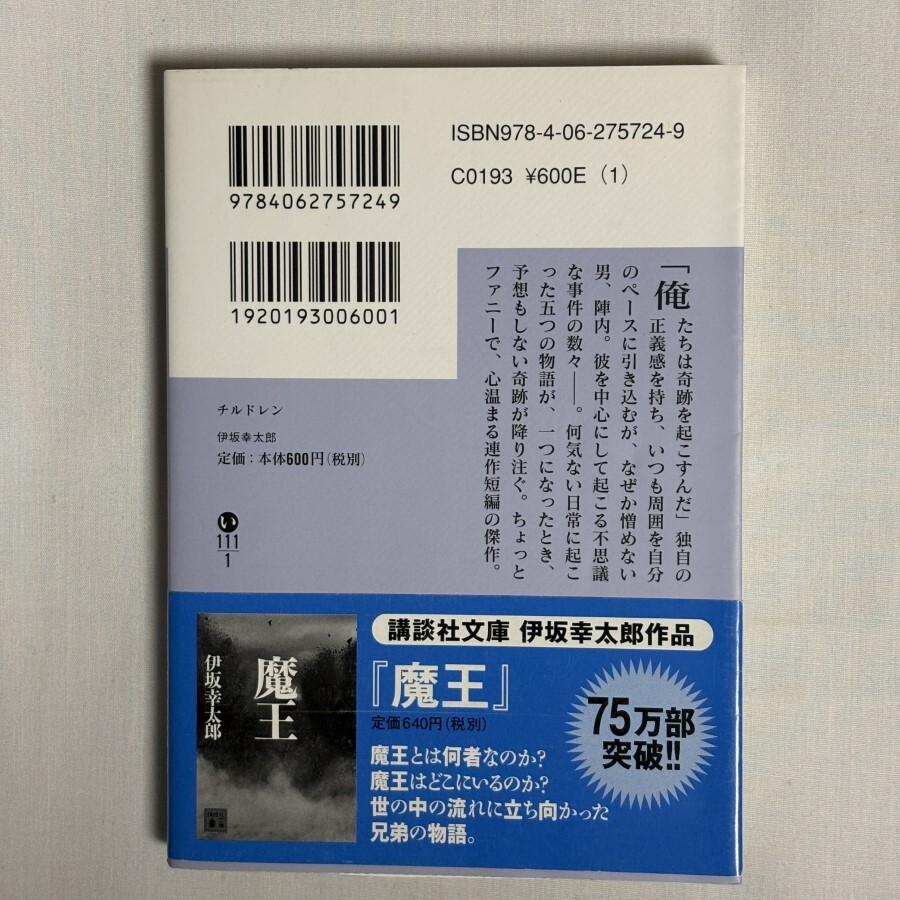 ISBN978-4-06-275724-9
C0193 ¥600E (1)
9784062757249
1920193006001
「俺たちは奇跡を起こすんだ」独自の
正義感を持ち、いつも周囲を自分
のペースに引き込むが、なぜか憎めない
男、陣内。彼を中心にして起こる不思議
な事件の数々――。何気ない日常に起こ
った五つの物語が、一つになったとき、
予想もしない奇跡が降り注ぐ。ちょっと
ファニーで、心温まる連作短編の傑作。
チルドレン
伊坂幸太郎
定価:本体600円(税別)
い
111
1
講談社文庫 伊坂幸太郎作品
『魔王』
定価640円(税別)
魔王とは何者なのか?
魔王はどこにいるのか?
世の中の流れに立ち向かった
兄弟の物語。
75万部
突破!!
魔王
伊坂幸太郎